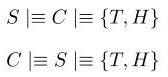 S |≡ C |≡ {T, H}
C |≡ S |≡ {T, H}